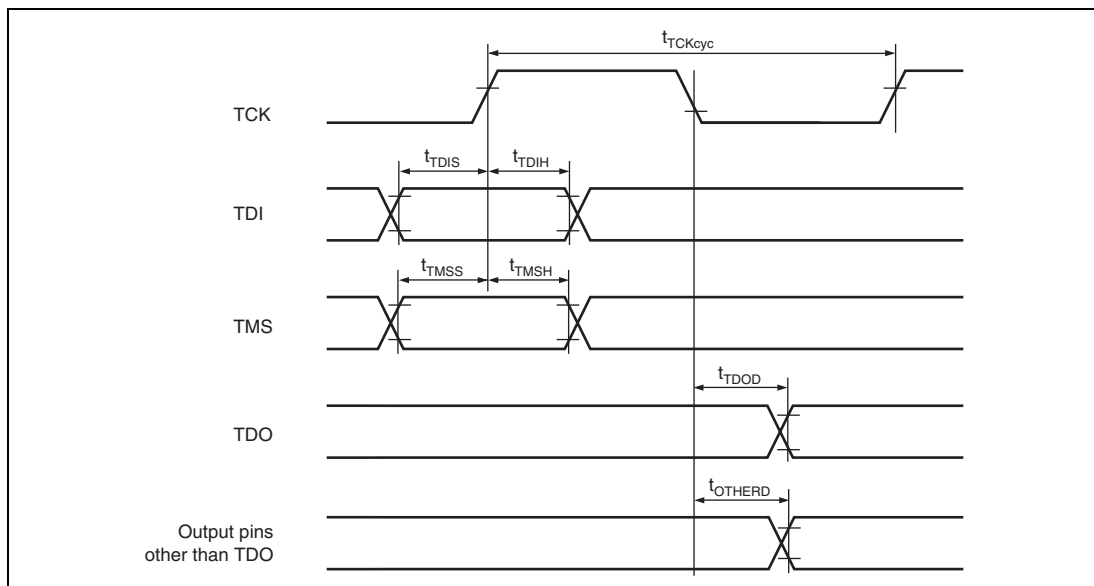 tTCKcyc
TCK
tTDIS
tTDIH
TDI
tTMSS
tTMSH
TMS
tTDOD
TDO
tOTHERD
Output pins
other than TDO